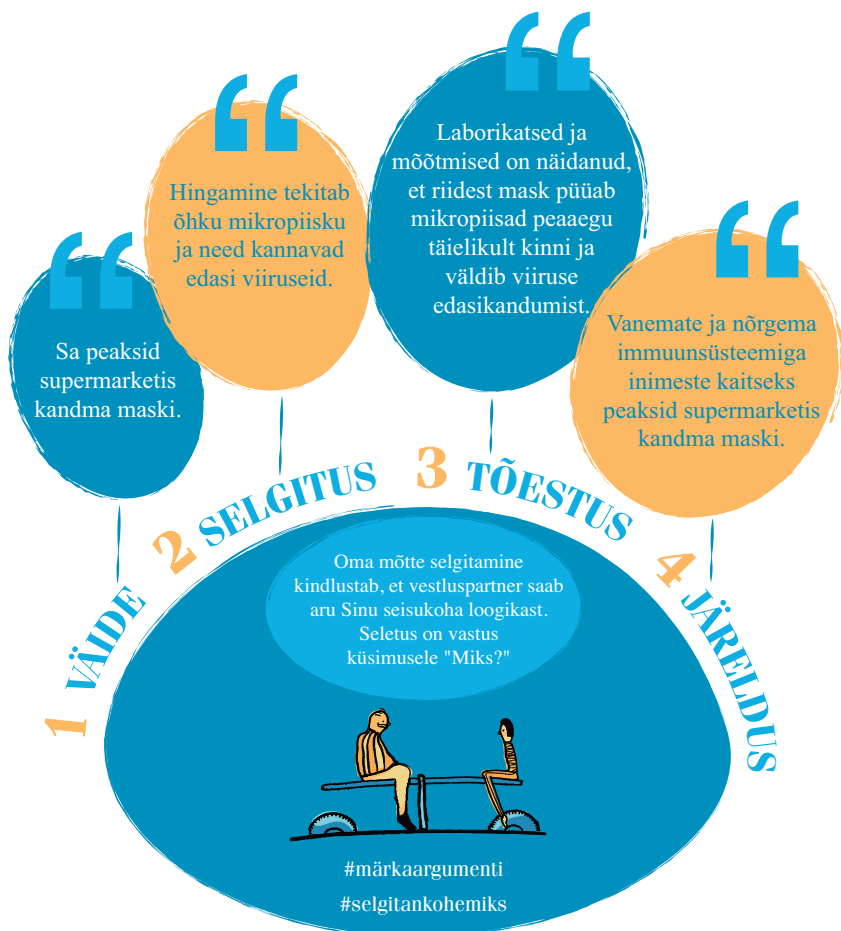 Sa peaksid
supermarketis
kandma maski.
Hingamine tekitab
õhku mikropiisku
ja need kannavad
edasi viiruseid.
Laborikatsed ja
mõõtmised on näidanud,
et riidest mask püüab
mikropiisad peaaegu
täielikult kinni ja
väldib viiruse
edasikandumist.
Vanemate ja nõrgema
immuunsüsteemiga
inimeste kaitseks
peaksid supermarketis
kandma maski.
1 VÄIDE
2 SELGITUS
3 TÕESTUS
4 JÄRELDUS
Oma mõtte selgitamine
kindlustab, et vestluspartner saab
aru Sinu seisukoha loogikast.
Seletus on vastus
küsimusele "Miks?"
#märkaargumenti
#selgitankohemiks